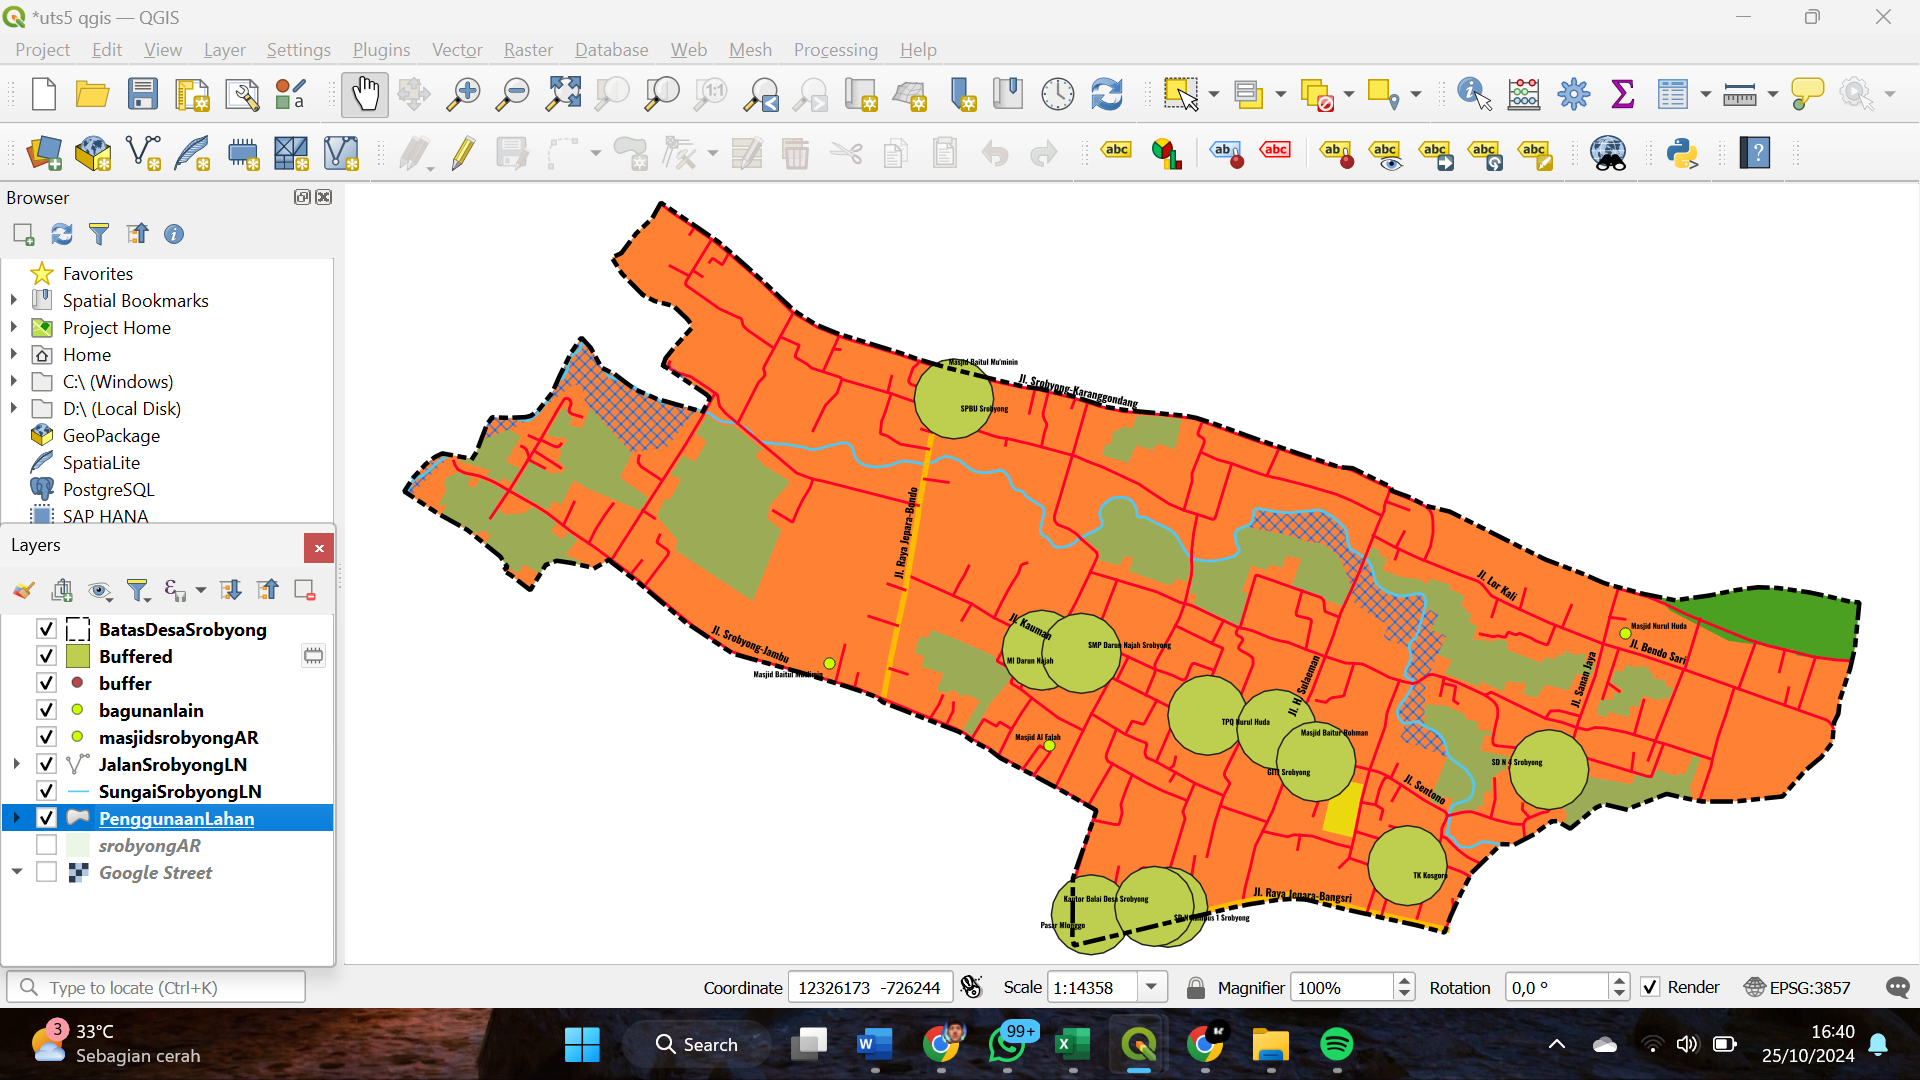 *uts5 qgis — QGIS
Project Edit View Layer Settings Plugins Vector Raster Database Web Mesh Processing Help
Browser
Favorites
Spatial Bookmarks
Project Home
Home
C:\ (Windows)
D:\ (Local Disk)
GeoPackage
SpatiaLite
PostgreSQL
SAP HANA
Layers
BatasDesaSrobyong
Buffered
buffer
bagunanlain
masjidsrobyongAR
JalanSrobyongLN
SungaiSrobyongLN
PenggunaanLahan
srobyongAR
Google Street
Masjid Baitul Mu'minin
Jl. Srobyong-Karanggondang
SPBU Srobyong
Jl. Raya Jepara-Bondo
Jl. Lor Kali
Jl. Kauman
Masjid Nurul Huda
Jl. Srobyong-Jambu
SMP Darun Najah Srobyong
Jl. Bendo Sari
MI Darun Najah
Masjid Baitul Muslimin
Jl. H. Sulaeman
Jl. Sanan Jaya
TPQ Nurul Huda
Masjid Al Falah
Masjid Baitur Rohman
SD N 4 Srobyong
GITJ Srobyong
Jl. Sentono
TK Kosgoro
Jl. Raya Jepara-Bangsri
Kantor Balai Desa Srobyong
Pasar Mlonggo
1 Srobyong
Type to locate (Ctrl+K)
Coordinate 12326173 -726244 Scale 1:14358 Magnifier 100% Rotation 0,0 ° Render EPSG:3857
3 33°C
Sebagian cerah
Search
99+
16:40
25/10/2024